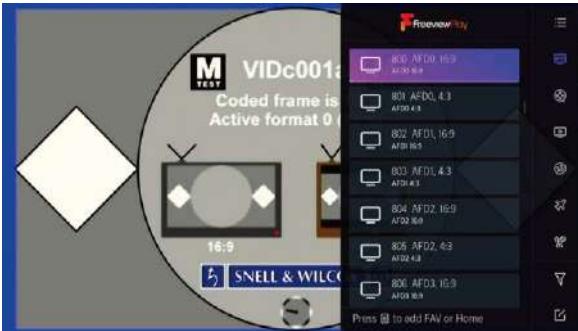 M
TEST
VIDc001a
Coded frame is
Active format 0 (
16:9
SNELL & WILCO
FreeviewPlay
800 AFD0, 16:9
AFD0 16:9
801 AFD0, 4:3
AFD0 4:3
802 AFD1, 16:9
AFD1 16:9
803 AFD1, 4:3
AFD1 4:3
804 AFD2, 16:9
AFD2 16:9
805 AFD2, 4:3
AFD2 4:3
806 AFD3, 16:9
AFD3 16:9
Press to add FAV or Home